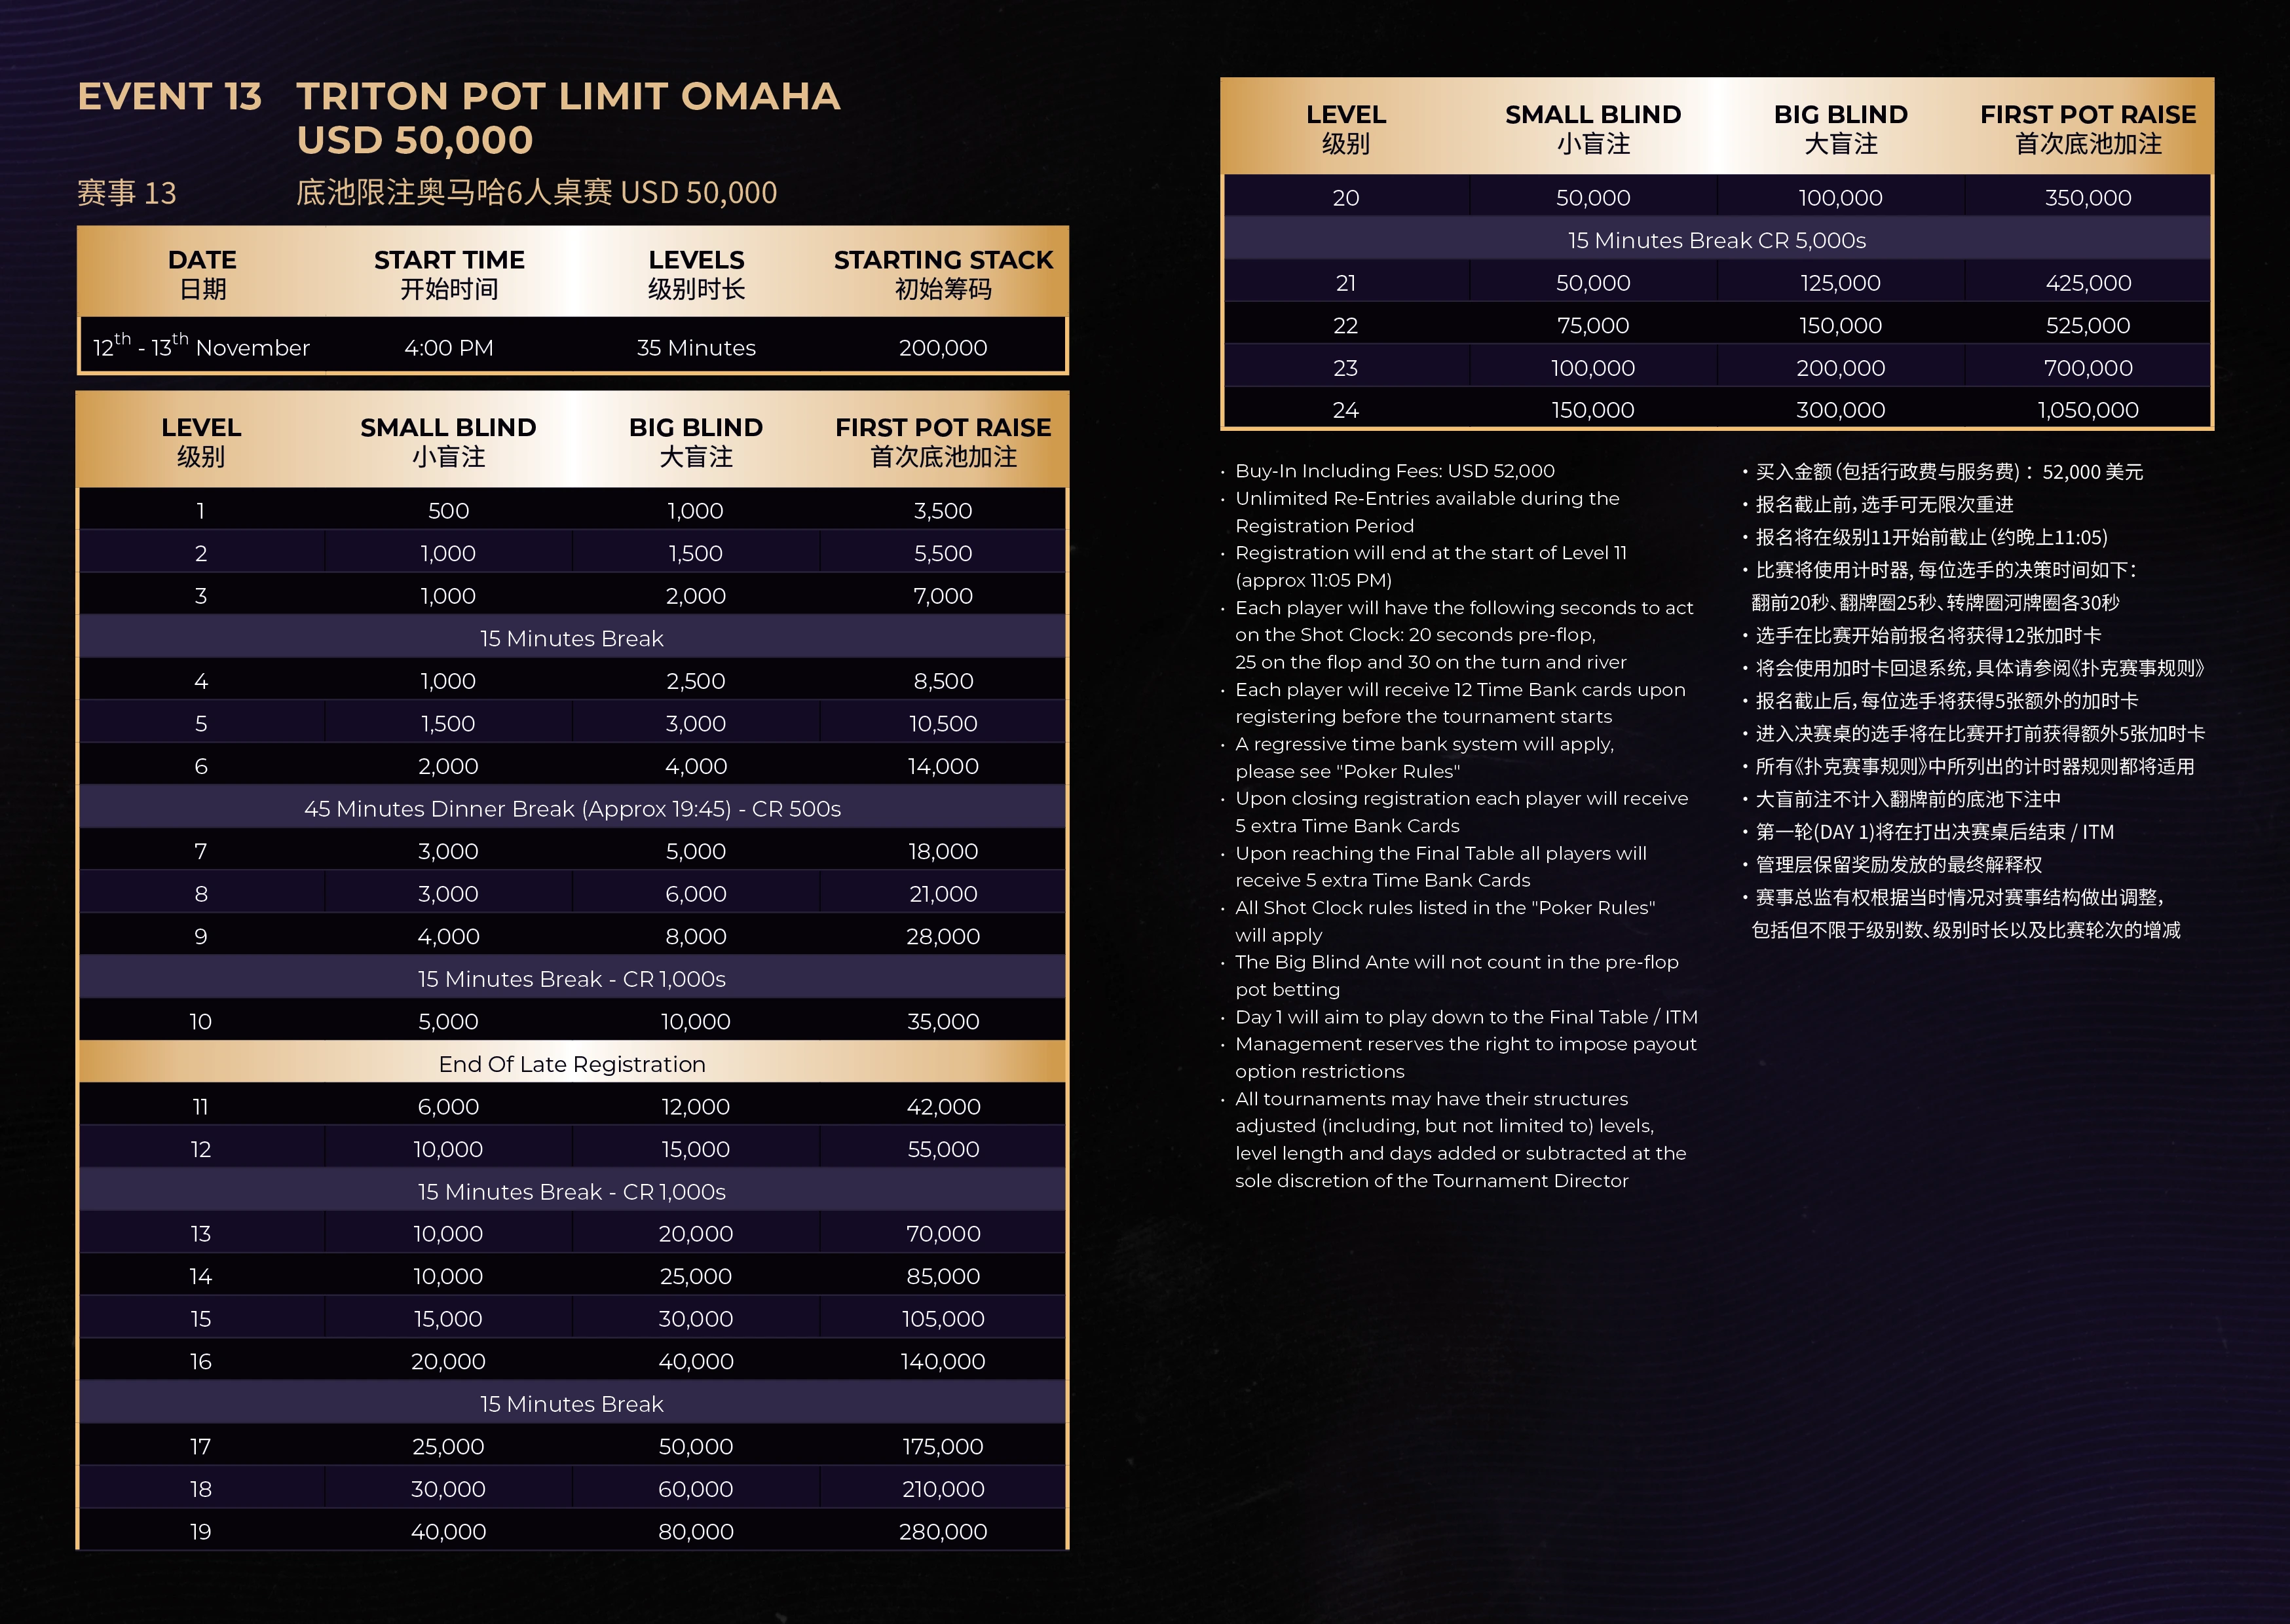 EVENT 13 TRITON POT LIMIT OMAHA
USD 50,000
赛事 13 底池限注奥马哈6人桌赛 USD 50,000
DATE START TIME LEVELS STARTING STACK
日期 开始时间 级别时长 初始筹码
12th - 13th November 4:00 PM 35 Minutes 200,000
LEVEL SMALL BLIND BIG BLIND FIRST POT RAISE
级别 小盲注 大盲注 首次底池加注
1 500 1,000 3,500
2 1,000 1,500 5,500
3 1,000 2,000 7,000
15 Minutes Break
4 1,000 2,500 8,500
5 1,500 3,000 10,500
6 2,000 4,000 14,000
45 Minutes Dinner Break (Approx 19:45) - CR 500s
7 3,000 5,000 18,000
8 3,000 6,000 21,000
9 4,000 8,000 28,000
15 Minutes Break - CR 1,000s
10 5,000 10,000 35,000
End Of Late Registration
11 6,000 12,000 42,000
12 10,000 15,000 55,000
15 Minutes Break - CR 1,000s
13 10,000 20,000 70,000
14 10,000 25,000 85,000
15 15,000 30,000 105,000
16 20,000 40,000 140,000
15 Minutes Break
17 25,000 50,000 175,000
18 30,000 60,000 210,000
19 40,000 80,000 280,000
LEVEL SMALL BLIND BIG BLIND FIRST POT RAISE
级别 小盲注 大盲注 首次底池加注
20 50,000 100,000 350,000
15 Minutes Break CR 5,000s
21 50,000 125,000 425,000
22 75,000 150,000 525,000
23 100,000 200,000 700,000
24 150,000 300,000 1,050,000
· Buy-In Including Fees: USD 52,000
· Unlimited Re-Entries available during the
Registration Period
· Registration will end at the start of Level 11
(approx 11:05 PM)
· Each player will have the following seconds to act
on the Shot Clock: 20 seconds pre-flop,
25 on the flop and 30 on the turn and river
· Each player will receive 12 Time Bank cards upon
registering before the tournament starts
· A regressive time bank system will apply,
please see "Poker Rules"
· Upon closing registration each player will receive
5 extra Time Bank Cards
· Upon reaching the Final Table all players will
receive 5 extra Time Bank Cards
· All Shot Clock rules listed in the "Poker Rules"
will apply
· The Big Blind Ante will not count in the pre-flop
pot betting
· Day 1 will aim to play down to the Final Table / ITM
· Management reserves the right to impose payout
option restrictions
· All tournaments may have their structures
adjusted (including, but not limited to) levels,
level length and days added or subtracted at the
sole discretion of the Tournament Director
· 买入金额（包括行政费与服务费）：52,000 美元
· 报名截止前，选手可无限次重进
· 报名将在级别11开始前截止（约晚上11:05)
· 比赛将使用计时器，每位选手的决策时间如下：
翻前20秒、翻牌圈25秒、转牌圈河牌圈各30秒
· 选手在比赛开始前报名将获得12张加时卡
· 将会使用加时卡回退系统，具体请参阅《扑克赛事规则》
· 报名截止后，每位选手将获得5张额外的加时卡
· 进入决赛桌的选手将在比赛开打前获得额外5张加时卡
· 所有《扑克赛事规则》中所列出的计时器规则都将适用
· 大盲前注不计入翻牌前的底池下注中
· 第一轮(DAY 1)将在打出决赛桌后结束 / ITM
· 管理层保留奖励发放的最终解释权
· 赛事总监有权根据当时情况对赛事结构做出调整，
包括但不限于级别数、级别时长以及比赛轮次的增减